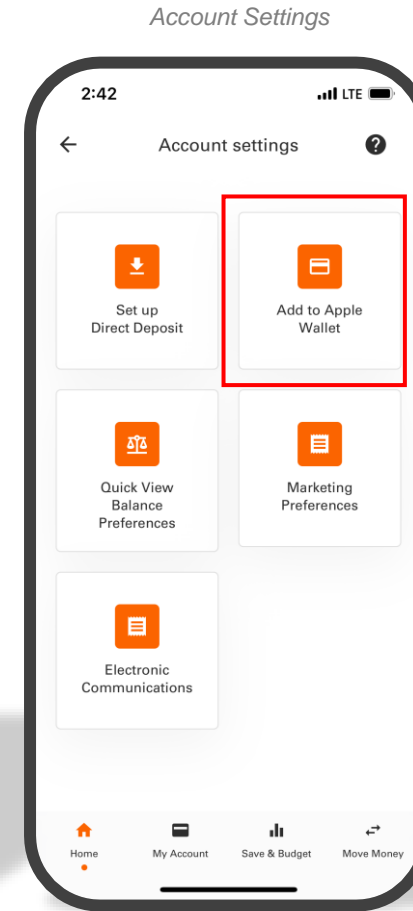 Account Settings
2:42
LTE
Account settings
?
Set up
Direct Deposit
Add to Apple
Wallet
Quick View
Balance
Preferences
Marketing
Preferences
Electronic
Communications
Home
My Account
Save & Budget
Move Money